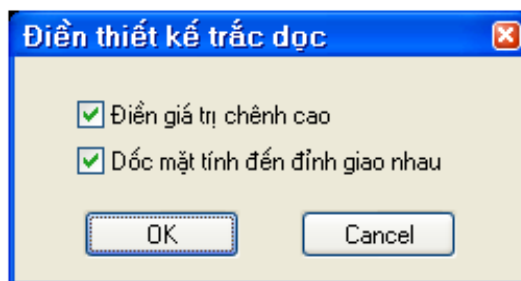 Điền thiết kế trắc dọc
Điền giá trị chênh cao
Dốc mặt tính đến đỉnh giao nhau
OK Cancel